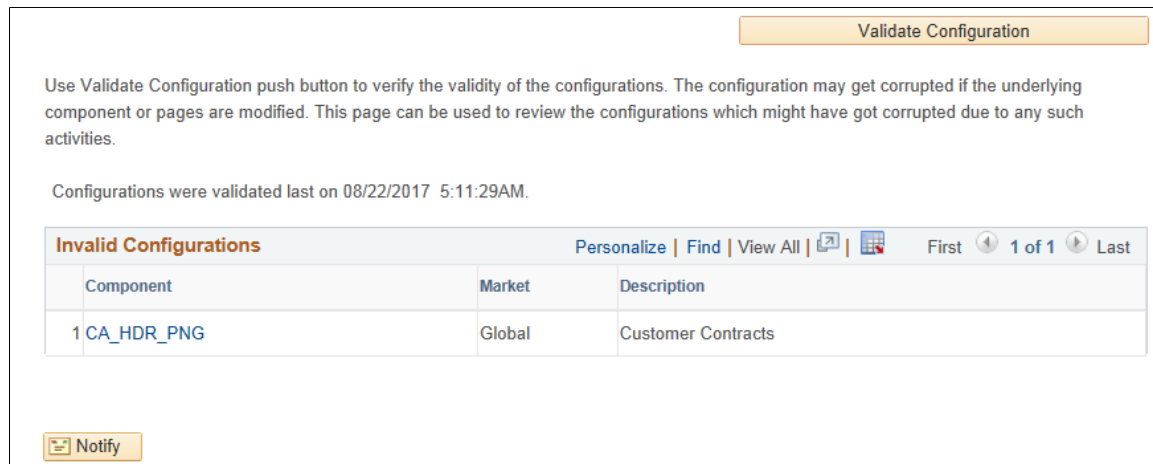 Validate Configuration
Use Validate Configuration push button to verify the validity of the configurations. The configuration may get corrupted if the underlying
component or pages are modified. This page can be used to review the configurations which might have got corrupted due to any such
activities.
Configurations were validated last on 08/22/2017  5:11:29AM.
Invalid Configurations Personalize | Find | View All | | First 1 of 1 Last
Component Market Description
1 CA_HDR_PNG Global Customer Contracts
Notify